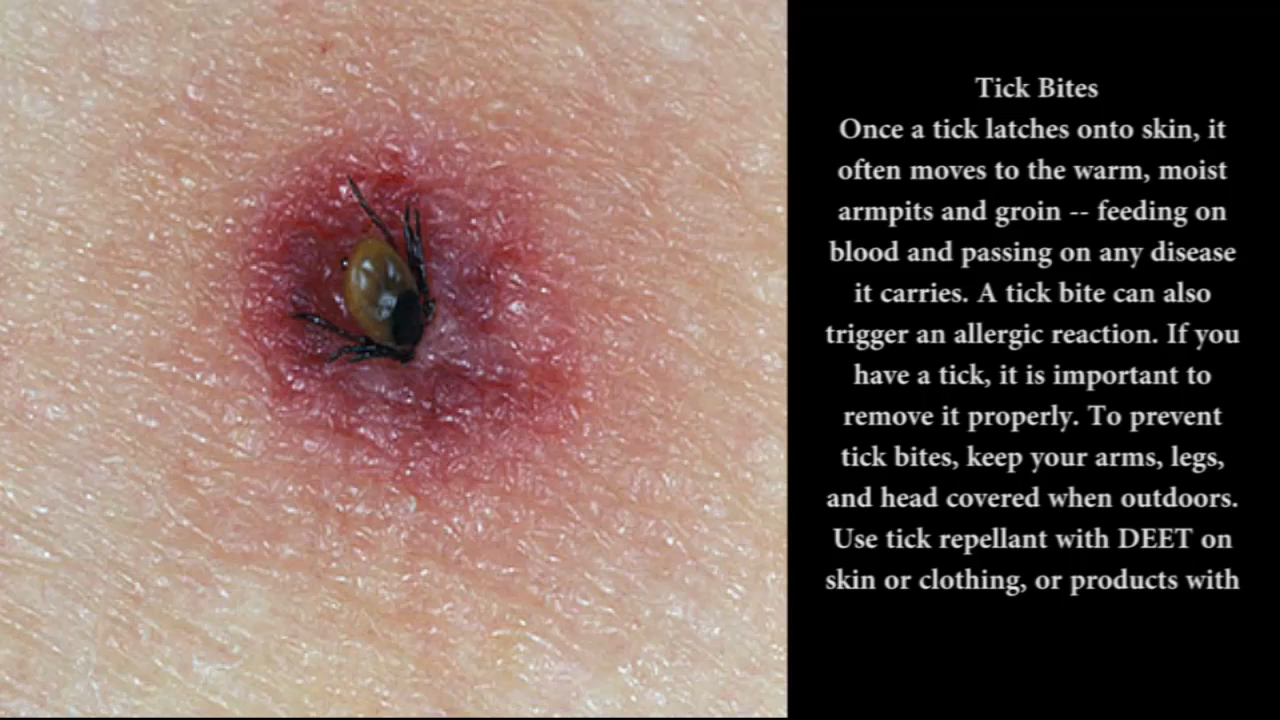 Tick Bites
Once a tick latches onto skin, it
often moves to the warm, moist
armpits and groin -- feeding on
blood and passing on any disease
it carries. A tick bite can also
trigger an allergic reaction. If you
have a tick, it is important to
remove it properly. To prevent
tick bites, keep your arms, legs,
and head covered when outdoors.
Use tick repellant with DEET on
skin or clothing, or products with